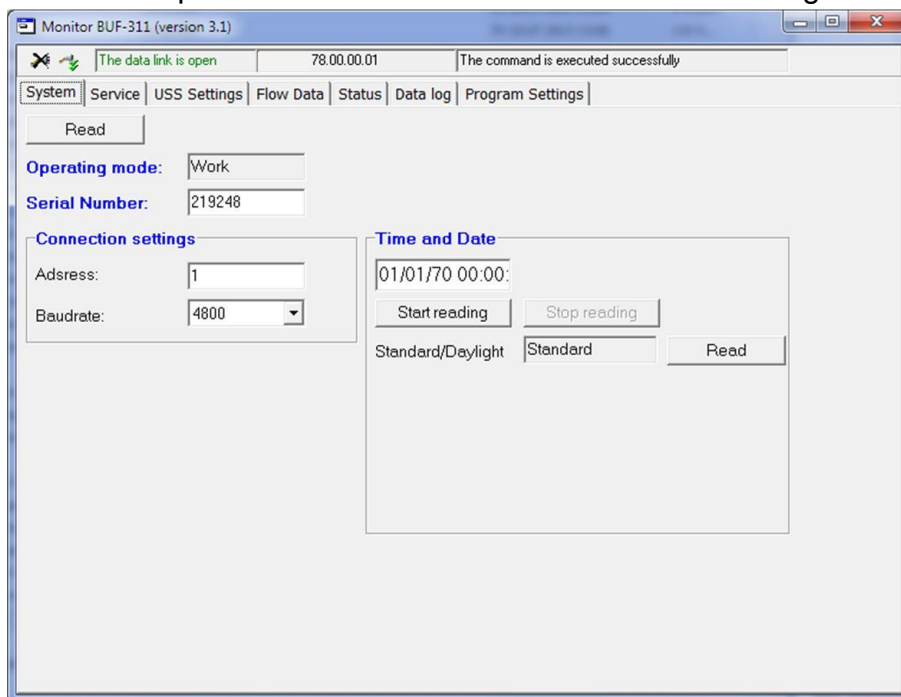 Monitor BUF-311 (version 3.1)
The data link is open 78.00.00.01 The command is executed successfully
System Service USS Settings Flow Data Status Data log Program Settings
Read
Operating mode: Work
Serial Number: 219248
Connection settings
Adsress: 1
Baudrate: 4800
Time and Date
01/01/70 00:00:
Start reading Stop reading
Standard/Daylight Standard Read